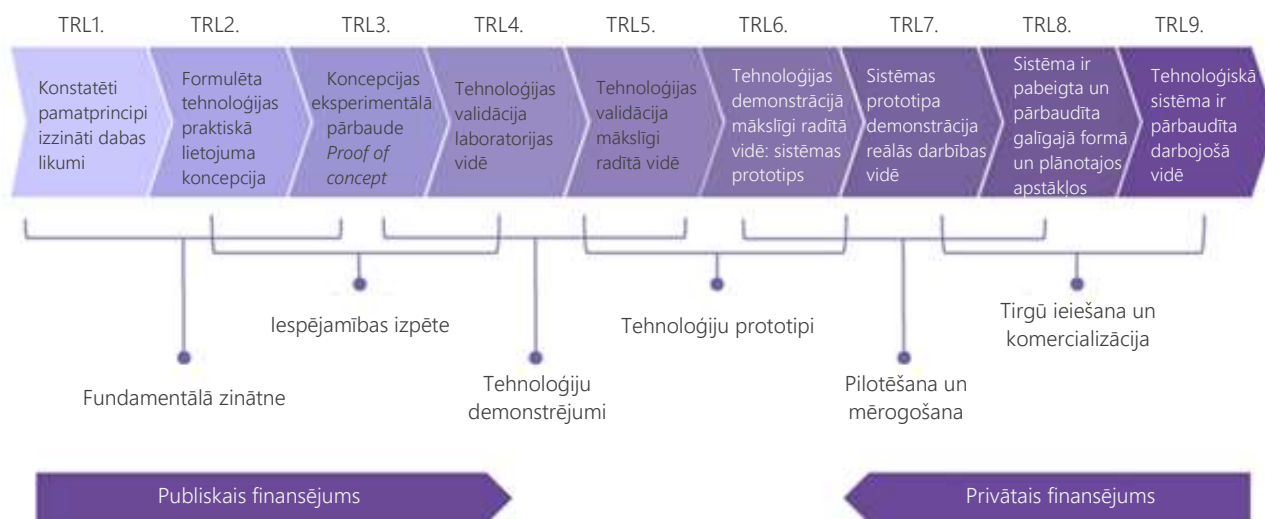 TRL1.
TRL2.
TRL3.
TRL4.
TRL5.
TRL6.
TRL7.
TRL8.
TRL9.
Konstatēti
pamatprincipi
izzināti dabas
likumi
Formulēta
tehnoloģijas
praktiskā
lietojuma
koncepcija
Koncepcijas
eksperimentālā
pārbaude
Proof of
concept
Tehnoloģijas
validācija
laboratorijas
vidē
Tehnoloģijas
validācija
mākslīgi
radītā vidē
Tehnoloģijas
demonstrācijā
mākslīgi radītā
vidē: sistēmas
prototips
Sistēmas
prototipa
demonstrācija
reālās darbības
vidē
Sistēma ir
pabeigta un
pārbaudīta
galīgajā formā
un plānotajos
apstākļos
Tehnoloģiskā
sistēma ir
pārbaudīta
darbojošā
vidē
Iespējamības izpēte
Tehnoloģiju prototipi
Tirgū ieiešana un
komercializācija
Fundamentālā zinātne
Tehnoloģiju
demonstrējumi
Pilotēšana un
mērogošana
Publiskais finansējums
Privātais finansējums